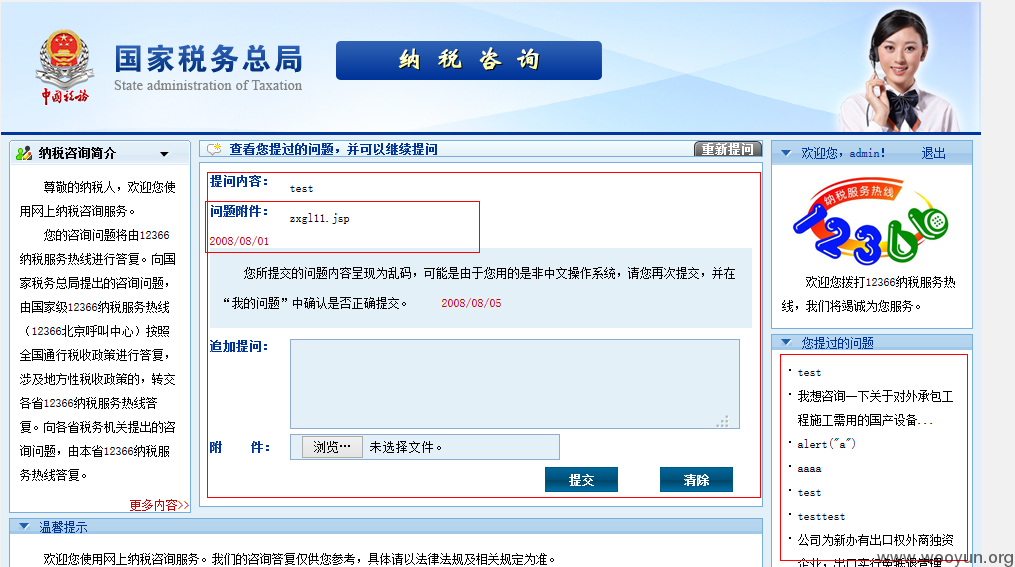 国家税务总局
State administration of Taxation
中国税务
纳税咨询
纳税咨询简介
尊敬的纳税人，欢迎您使
用网上纳税咨询服务。
您的咨询问题将由12366
纳税服务热线进行答复。向国
家税务总局提出的咨询问题，
由国家级12366纳税服务热线
（12366北京呼叫中心）按照
全国通行税收政策进行答复，
涉及地方性税收政策的，转交
各省12366纳税服务热线答
复。向各省税务机关提出的咨
询问题，由本省12366纳税服
务热线答复。
更多内容>>
查看您提过的问题，并可以继续提问
重新提问
提问内容：
test
问题附件：
zxgl11.jsp
2008/08/01
您所提交的问题内容呈现为乱码，可能是由于您用的是非中文操作系统，请您再次提交，并在
“我的问题”中确认是否正确提交。 2008/08/05
追加提问：
附 件：
浏览… 未选择文件。
提交
清除
欢迎您，admin！ 退出
纳税服务热线
12366
欢迎您拨打12366纳税服务热
线，我们将竭诚为您服务。
您提过的问题
test
我想咨询一下关于对外承包工
程施工需用的国产设备...
alert("a")
aaaa
test
testtest
公司为新办有出口权外商独资
企业，出口实行免抵退管理
温馨提示
欢迎您使用网上纳税咨询服务。我们的咨询答复仅供您参考，具体请以法律法规及相关规定为准。
www.wooyun.org